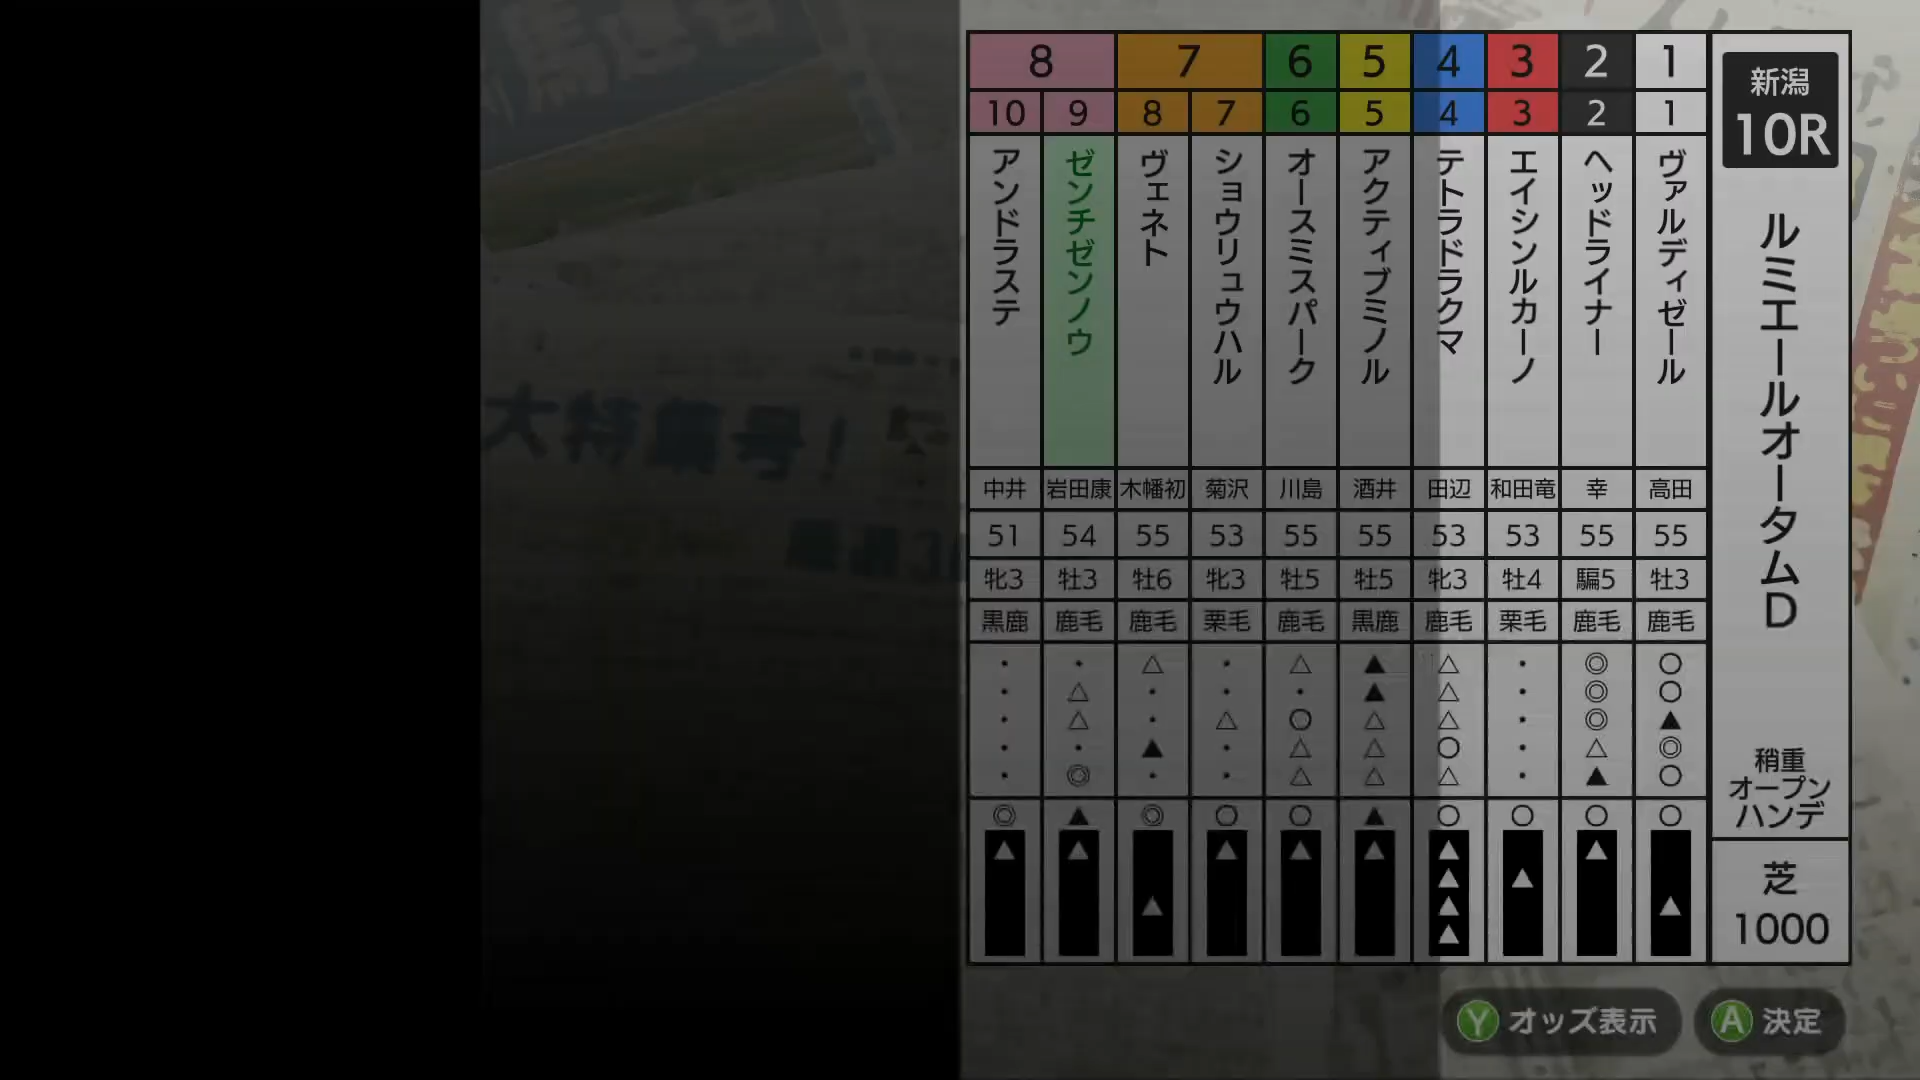 新潟
10R
ルミエールオータムD
稍重
オープン
ハンデ
芝
1000
8 7 6 5 4 3 2 1
10 9 8 7 6 5 4 3 2 1
ヴァルディゼール
ヘッドライナー
エイシンルカーノ
テトラドラクマ
アクティブミノル
オースミスパーク
ショウリュウハル
ヴェネト
ゼンチゼンノウ
アンドラステ
中井 岩田康 木幡初 菊沢 川島 酒井 田辺 和田竜 幸 高田
51 54 55 53 55 55 53 53 55 55
牝3 牡3 牡6 牝3 牡5 牡5 牝3 牡4 騸5 牡3
黒鹿 鹿毛 鹿毛 栗毛 鹿毛 黒鹿 鹿毛 栗毛 鹿毛 鹿毛
・ ・ △ ・ △ ▲ △ ・ ◎ ○
・ △ ・ ・ ・ ▲ △ ・ ◎ ○
・ △ ・ △ ○ △ △ ・ ◎ ▲
・ ・ ▲ ・ △ △ ○ ・ △ ◎
・ ◎ ・ ・ △ △ △ ・ ▲ ○
◎ ▲ ◎ ○ ○ ▲ ○ ○ ○ ○
大特集号!
Y オッズ表示
A 決定